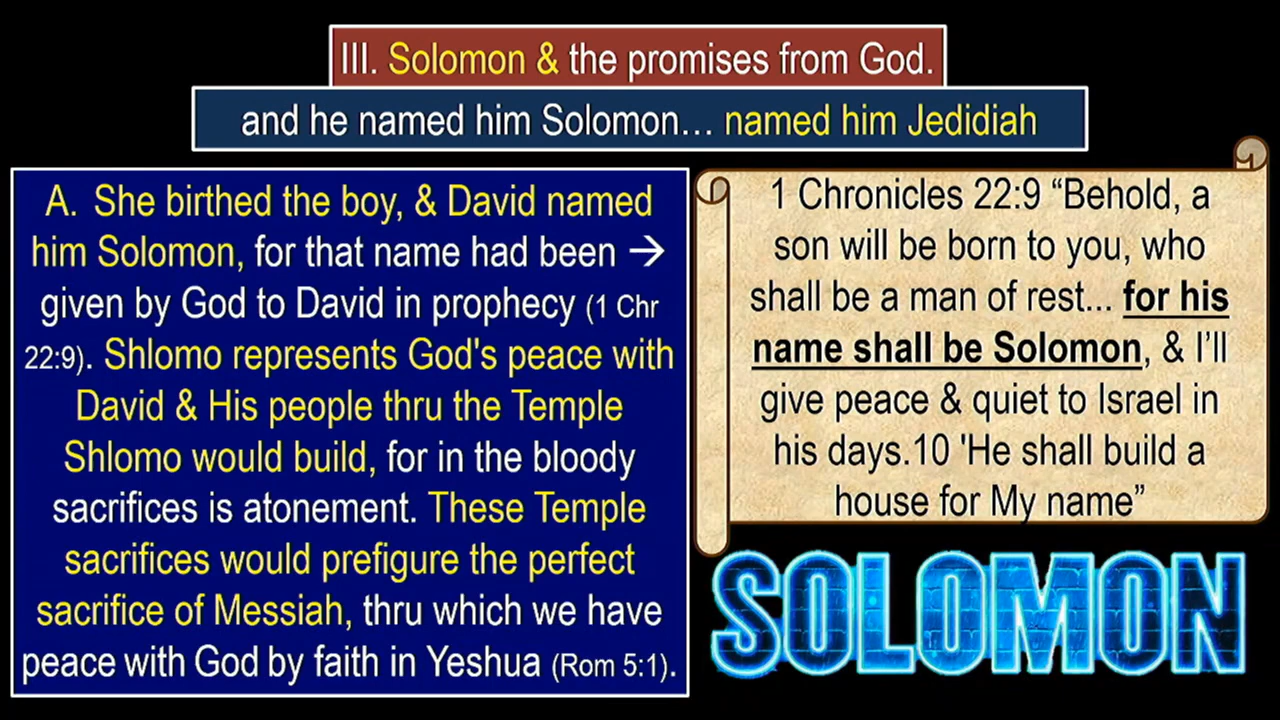 III. Solomon & the promises from God.
and he named him Solomon... named him Jedidiah
A. She birthed the boy, & David named
him Solomon, for that name had been →
given by God to David in prophecy (1 Chr
22:9). Shlomo represents God's peace with
David & His people thru the Temple
Shlomo would build, for in the bloody
sacrifices is atonement. These Temple
sacrifices would prefigure the perfect
sacrifice of Messiah, thru which we have
peace with God by faith in Yeshua (Rom 5:1).
1 Chronicles 22:9 “Behold, a
son will be born to you, who
shall be a man of rest... for his
name shall be Solomon, & I’ll
give peace & quiet to Israel in
his days.10 'He shall build a
house for My name”
SOLOMON